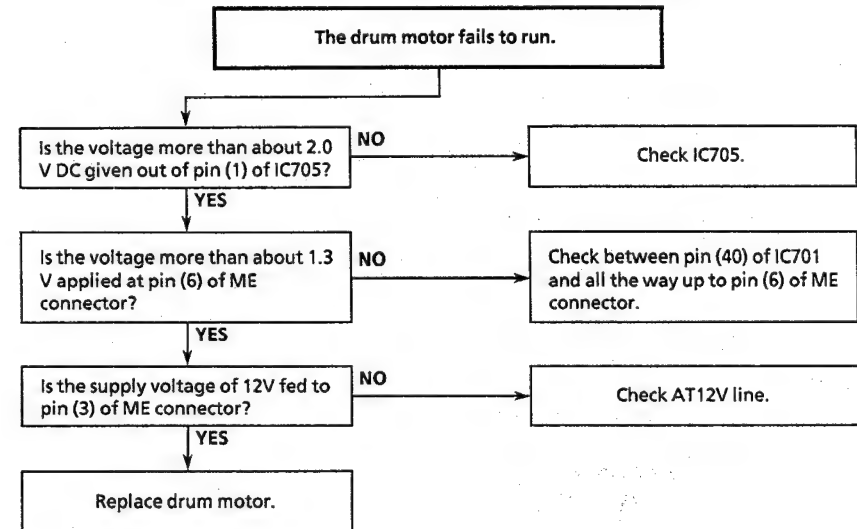 The drum motor fails to run.
Is the voltage more than about 2.0
V DC given out of pin (1) of IC705?
NO
Check IC705.
YES
Is the voltage more than about 1.3
V applied at pin (6) of ME
connector?
NO
Check between pin (40) of IC701
and all the way up to pin (6) of ME
connector.
YES
Is the supply voltage of 12V fed to
pin (3) of ME connector?
NO
Check AT12V line.
YES
Replace drum motor.